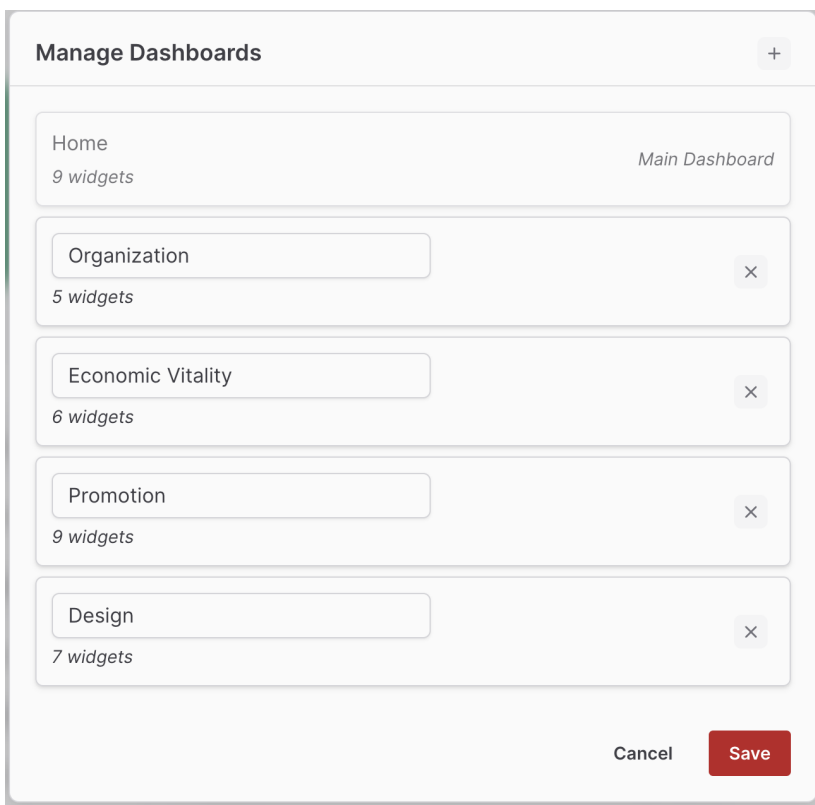 Manage Dashboards
Home
9 widgets
Main Dashboard
Organization
5 widgets
Economic Vitality
6 widgets
Promotion
9 widgets
Design
7 widgets
Cancel
Save